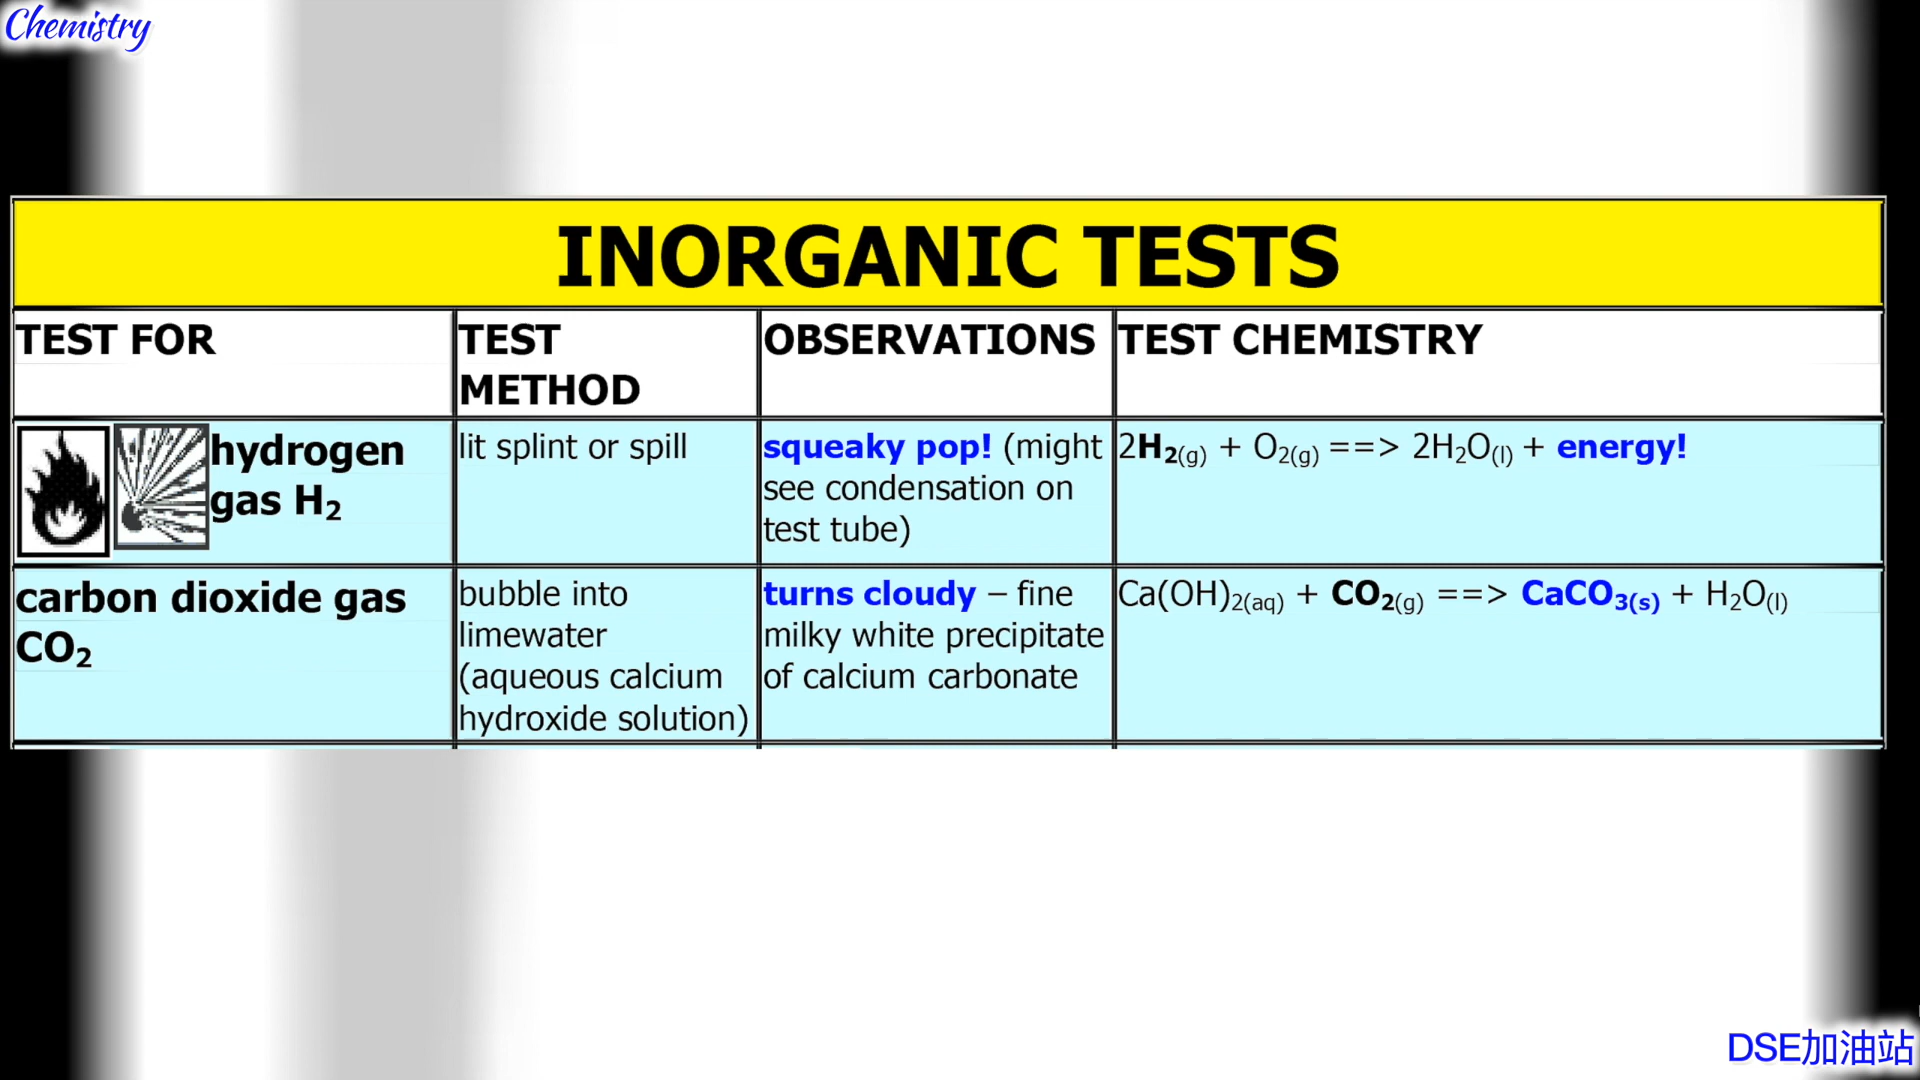 Chemistry
INORGANIC TESTS
TEST FOR
TEST
METHOD
OBSERVATIONS
TEST CHEMISTRY
hydrogen
gas H₂
lit splint or spill
squeaky pop! (might
see condensation on
test tube)
2H₂(g) + O₂(g) ==> 2H₂O(l) + energy!
carbon dioxide gas
CO₂
bubble into
limewater
(aqueous calcium
hydroxide solution)
turns cloudy – fine
milky white precipitate
of calcium carbonate
Ca(OH)₂(aq) + CO₂(g) ==> CaCO₃(s) + H₂O(l)
DSE加油站